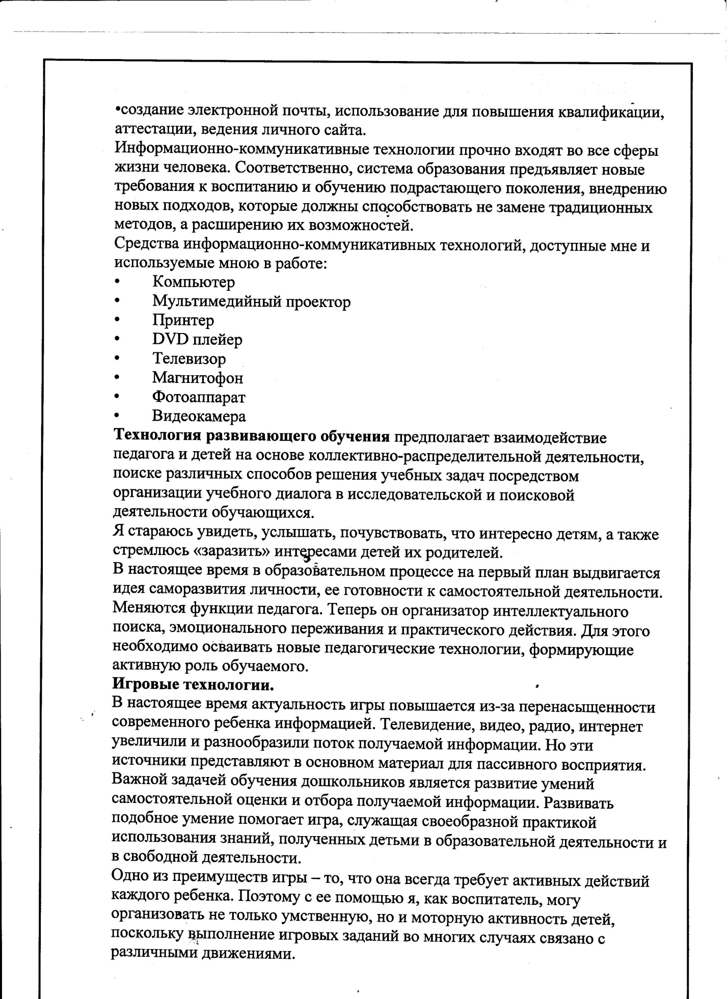 •создание электронной почты, использование для повышения квалификации,
аттестации, ведения личного сайта.
Информационно-коммуникативные технологии прочно входят во все сферы
жизни человека. Соответственно, система образования предъявляет новые
требования к воспитанию и обучению подрастающего поколения, внедрению
новых подходов, которые должны способствовать не замене традиционных
методов, а расширению их возможностей.
Средства информационно-коммуникативных технологий, доступные мне и
используемые мною в работе:
• Компьютер
• Мультимедийный проектор
• Принтер
• DVD плейер
• Телевизор
• Магнитофон
• Фотоаппарат
• Видеокамера
Технология развивающего обучения предполагает взаимодействие
педагога и детей на основе коллективно-распределительной деятельности,
поиске различных способов решения учебных задач посредством
организации учебного диалога в исследовательской и поисковой
деятельности обучающихся.
Я стараюсь увидеть, услышать, почувствовать, что интересно детям, а также
стремлюсь «заразить» интересами детей их родителей.
В настоящее время в образовательном процессе на первый план выдвигается
идея саморазвития личности, ее готовности к самостоятельной деятельности.
Меняются функции педагога. Теперь он организатор интеллектуального
поиска, эмоционального переживания и практического действия. Для этого
необходимо осваивать новые педагогические технологии, формирующие
активную роль обучаемого.
Игровые технологии.
В настоящее время актуальность игры повышается из-за перенасыщенности
современного ребенка информацией. Телевидение, видео, радио, интернет
увеличили и разнообразили поток получаемой информации. Но эти
источники представляют в основном материал для пассивного восприятия.
Важной задачей обучения дошкольников является развитие умений
самостоятельной оценки и отбора получаемой информации. Развивать
подобное умение помогает игра, служащая своеобразной практикой
использования знаний, полученных детьми в образовательной деятельности и
в свободной деятельности.
Одно из преимуществ игры – то, что она всегда требует активных действий
каждого ребенка. Поэтому с ее помощью я, как воспитатель, могу
организовать не только умственную, но и моторную активность детей,
поскольку выполнение игровых заданий во многих случаях связано с
различными движениями.